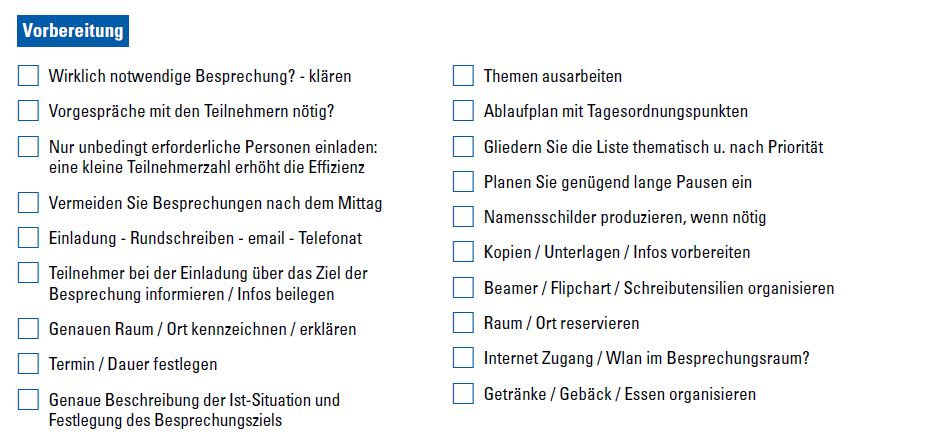 Vorbereitung
Wirklich notwendige Besprechung? - klären
Vorgespräche mit den Teilnehmern nötig?
Nur unbedingt erforderliche Personen einladen:
eine kleine Teilnehmerzahl erhöht die Effizienz
Vermeiden Sie Besprechungen nach dem Mittag
Einladung - Rundschreiben - email - Telefonat
Teilnehmer bei der Einladung über das Ziel der
Besprechung informieren / Infos beilegen
Genauen Raum / Ort kennzeichnen / erklären
Termin / Dauer festlegen
Genaue Beschreibung der Ist-Situation und
Festlegung des Besprechungsziels
Themen ausarbeiten
Ablaufplan mit Tagesordnungspunkten
Gliedern Sie die Liste thematisch u. nach Priorität
Planen Sie genügend lange Pausen ein
Namensschilder produzieren, wenn nötig
Kopien / Unterlagen / Infos vorbereiten
Beamer / Flipchart / Schreibutensilien organisieren
Raum / Ort reservieren
Internet Zugang / Wlan im Besprechungsraum?
Getränke / Gebäck / Essen organisieren